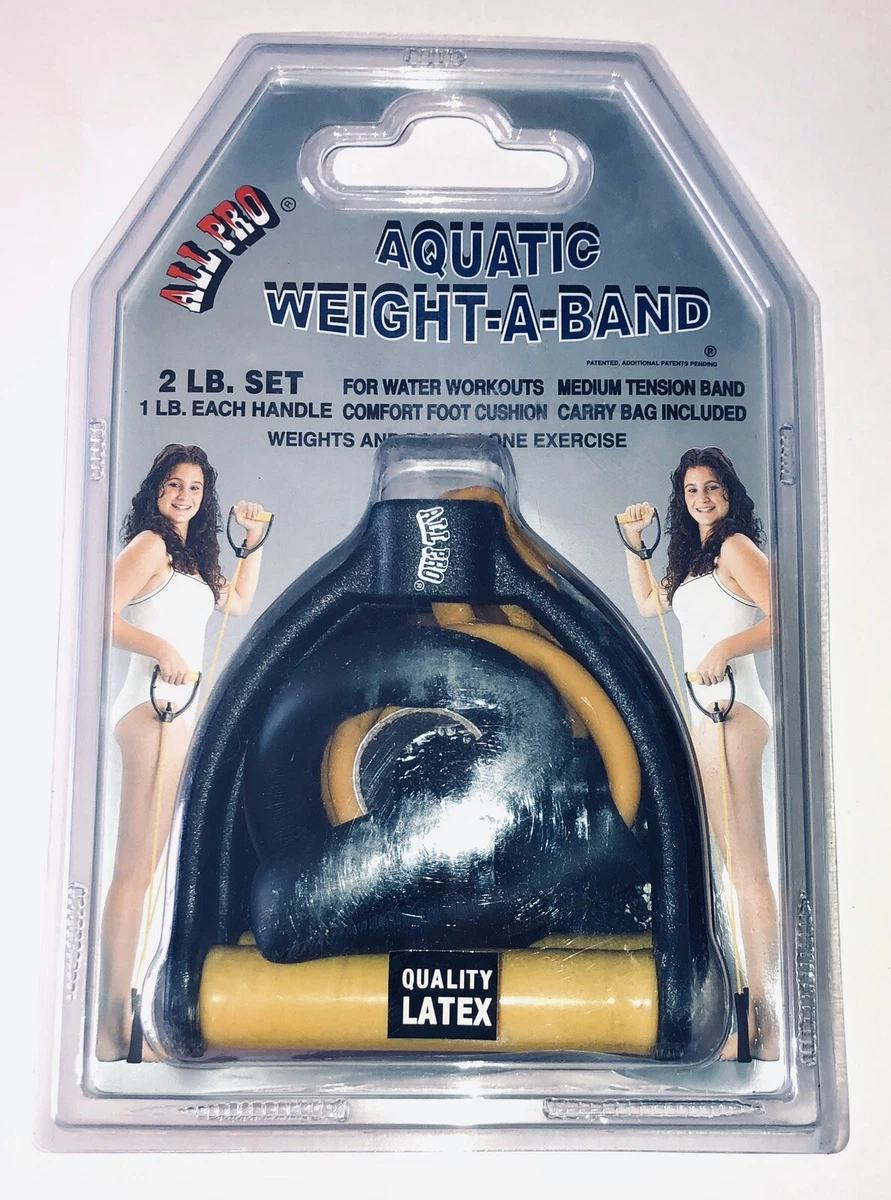 ALL PRO ®
AQUATIC
WEIGHT-A-BAND
®
PATENTED, ADDITIONAL PATENTS PENDING
2 LB. SET
1 LB. EACH HANDLE
FOR WATER WORKOUTS
COMFORT FOOT CUSHION
MEDIUM TENSION BAND
CARRY BAG INCLUDED
WEIGHTS AND ONE EXERCISE
ALL PRO ®
QUALITY
LATEX